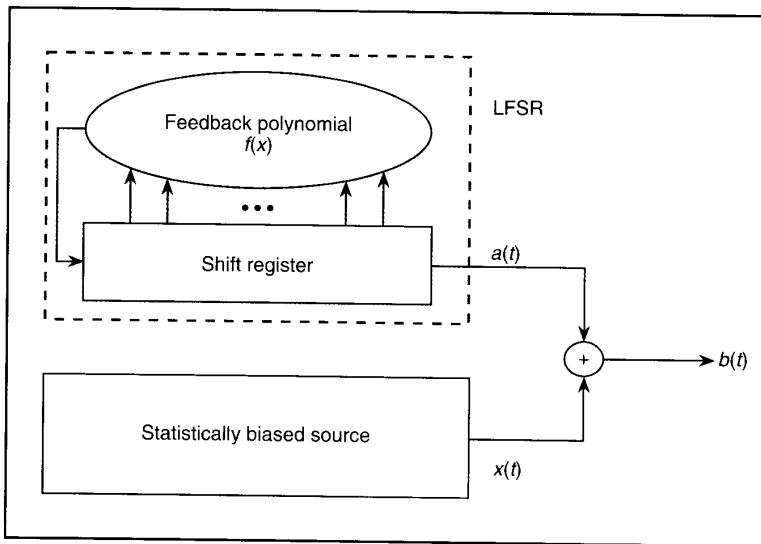 Feedback polynomial
f(x)
LFSR
Shift register
a(t)
+
b(t)
Statistically biased source
x(t)